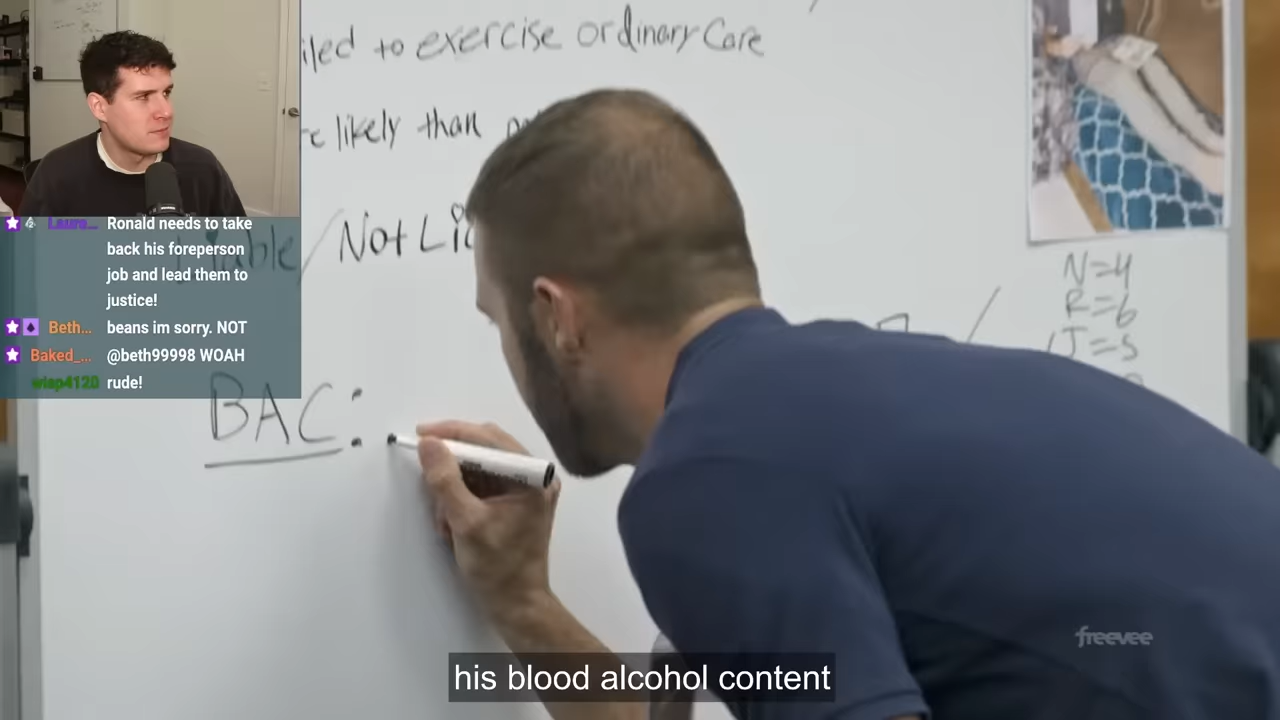 iled to exercise ordinary Care
likely than
Not Li
N=4
R=6
J=5
BAC: .
Ronald needs to take
back his foreperson
job and lead them to
justice!
Beth... beans im sorry. NOT
Baked_... @beth99998 WOAH
wisp4120 rude!
freevee
his blood alcohol content